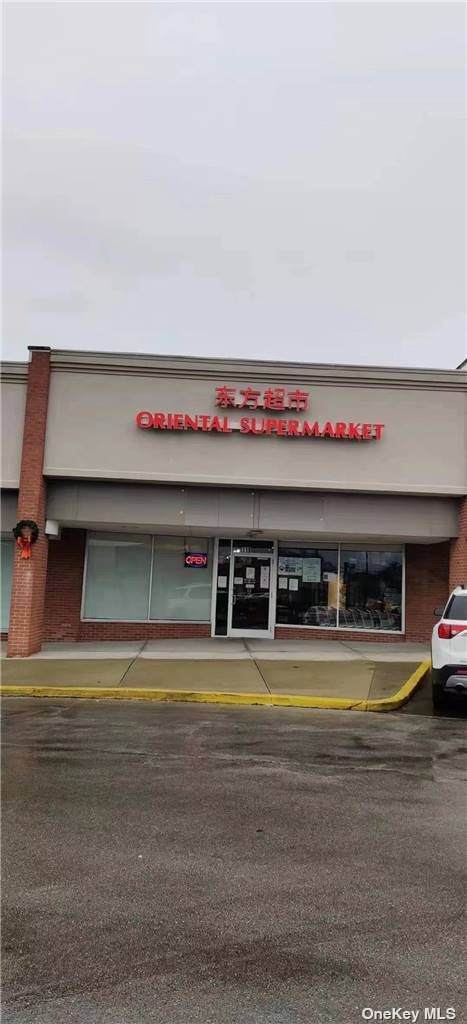 东方超市
ORIENTAL SUPERMARKET
OPEN
OneKey MLS